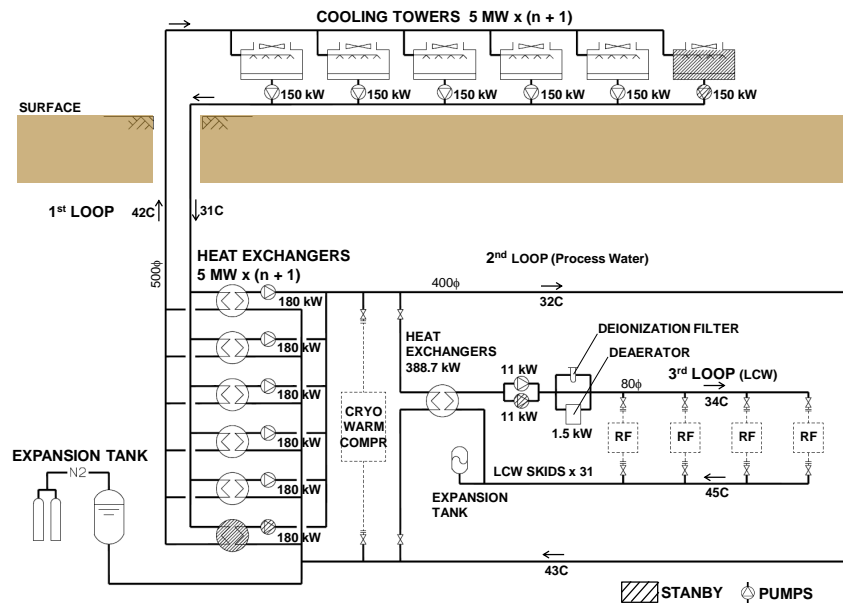 COOLING TOWERS 5 MW x (n + 1)
150 kW
150 kW
150 kW
150 kW
150 kW
150 kW
SURFACE
1st LOOP
42C
31C
500ϕ
HEAT EXCHANGERS
5 MW x (n + 1)
180 kW
180 kW
180 kW
180 kW
180 kW
180 kW
2nd LOOP (Process Water)
400ϕ
32C
HEAT
EXCHANGERS
388.7 kW
DEIONIZATION FILTER
DEAERATOR
11 kW
11 kW
1.5 kW
80ϕ
3rd LOOP (LCW)
34C
CRYO
WARM
COMPR
RF
RF
RF
RF
EXPANSION TANK
N2
LCW SKIDS x 31
EXPANSION
TANK
45C
43C
STANBY
PUMPS